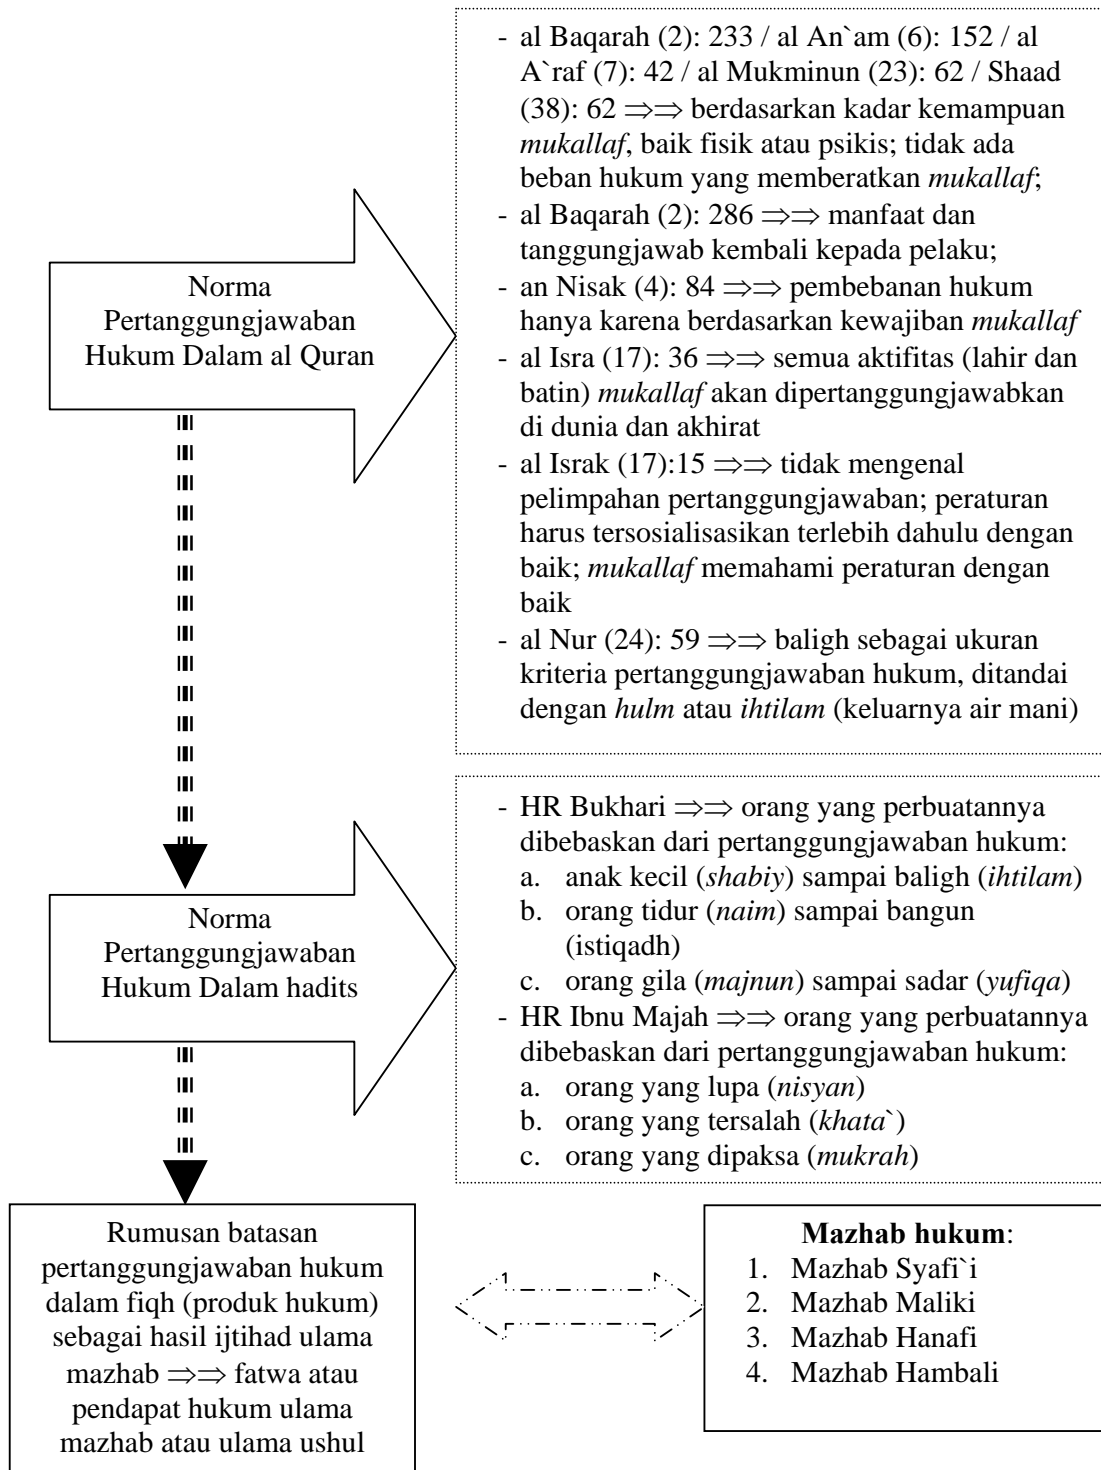 - al Baqarah (2): 233 / al An`am (6): 152 / al
A`raf (7): 42 / al Mukminun (23): 62 / Shaad
(38): 62 ⇒⇒ berdasarkan kadar kemampuan
mukallaf, baik fisik atau psikis; tidak ada
beban hukum yang memberatkan mukallaf;
- al Baqarah (2): 286 ⇒⇒ manfaat dan
tanggungjawab kembali kepada pelaku;
- an Nisak (4): 84 ⇒⇒ pembebanan hukum
hanya karena berdasarkan kewajiban mukallaf
- al Isra (17): 36 ⇒⇒ semua aktifitas (lahir dan
batin) mukallaf akan dipertanggungjawabkan
di dunia dan akhirat
- al Israk (17):15 ⇒⇒ tidak mengenal
pelimpahan pertanggungjawaban; peraturan
harus tersosialisasikan terlebih dahulu dengan
baik; mukallaf memahami peraturan dengan
baik
- al Nur (24): 59 ⇒⇒ baligh sebagai ukuran
kriteria pertanggungjawaban hukum, ditandai
dengan hulm atau ihtilam (keluarnya air mani)
Norma
Pertanggungjawaban
Hukum Dalam al Quran
- HR Bukhari ⇒⇒ orang yang perbuatannya
dibebaskan dari pertanggungjawaban hukum:
a. anak kecil (shabiy) sampai baligh (ihtilam)
b. orang tidur (naim) sampai bangun
(istiqadh)
c. orang gila (majnun) sampai sadar (yufiqa)
- HR Ibnu Majah ⇒⇒ orang yang perbuatannya
dibebaskan dari pertanggungjawaban hukum:
a. orang yang lupa (nisyan)
b. orang yang tersalah (khata`)
c. orang yang dipaksa (mukrah)
Norma
Pertanggungjawaban
Hukum Dalam hadits
Rumusan batasan
pertanggungjawaban hukum
dalam fiqh (produk hukum)
sebagai hasil ijtihad ulama
mazhab ⇒⇒ fatwa atau
pendapat hukum ulama
mazhab atau ulama ushul
Mazhab hukum:
1. Mazhab Syafi`i
2. Mazhab Maliki
3. Mazhab Hanafi
4. Mazhab Hambali